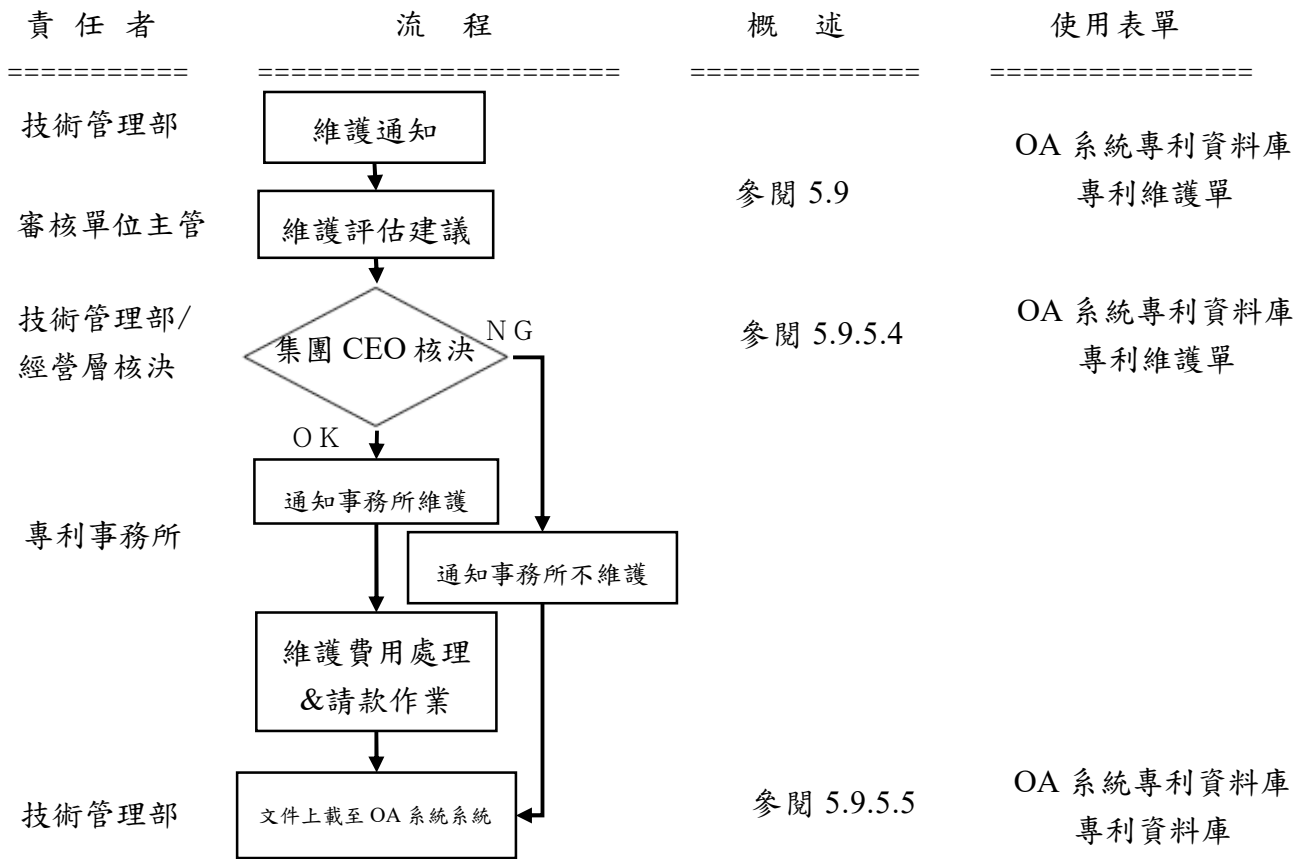 責 任 者 流 程 概 述 使用表單
=========== ====================== ============== ================
技術管理部 維護通知 OA 系統專利資料庫
參閱 5.9 專利維護單
審核單位主管 維護評估建議
技術管理部/ 參閱 5.9.5.4 OA 系統專利資料庫
經營層核決 集團 CEO 核決 NG 專利維護單
OK
通知事務所維護
專利事務所
通知事務所不維護
維護費用處理
&請款作業
技術管理部 文件上載至 OA 系統系統 參閱 5.9.5.5 OA 系統專利資料庫
專利資料庫